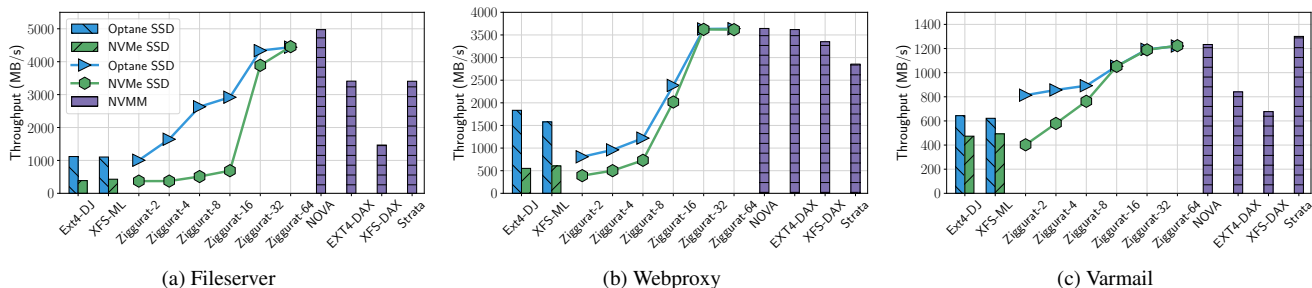 Throughput (MB/s)
5000
4000
3000
2000
1000
0
Optane SSD
NVMe SSD
Optane SSD
NVMe SSD
NVMM
Ext4-DJ
XFS-ML
Ziggurat-2
Ziggurat-4
Ziggurat-8
Ziggurat-16
Ziggurat-32
Ziggurat-64
NOVA
EXT4-DAX
XFS-DAX
Strata
(a) Fileserver
Throughput (MB/s)
4000
3500
3000
2500
2000
1500
1000
500
0
Ext4-DJ
XFS-ML
Ziggurat-2
Ziggurat-4
Ziggurat-8
Ziggurat-16
Ziggurat-32
Ziggurat-64
NOVA
EXT4-DAX
XFS-DAX
Strata
(b) Webproxy
Throughput (MB/s)
1400
1200
1000
800
600
400
200
0
Ext4-DJ
XFS-ML
Ziggurat-2
Ziggurat-4
Ziggurat-8
Ziggurat-16
Ziggurat-32
Ziggurat-64
NOVA
EXT4-DAX
XFS-DAX
Strata
(c) Varmail